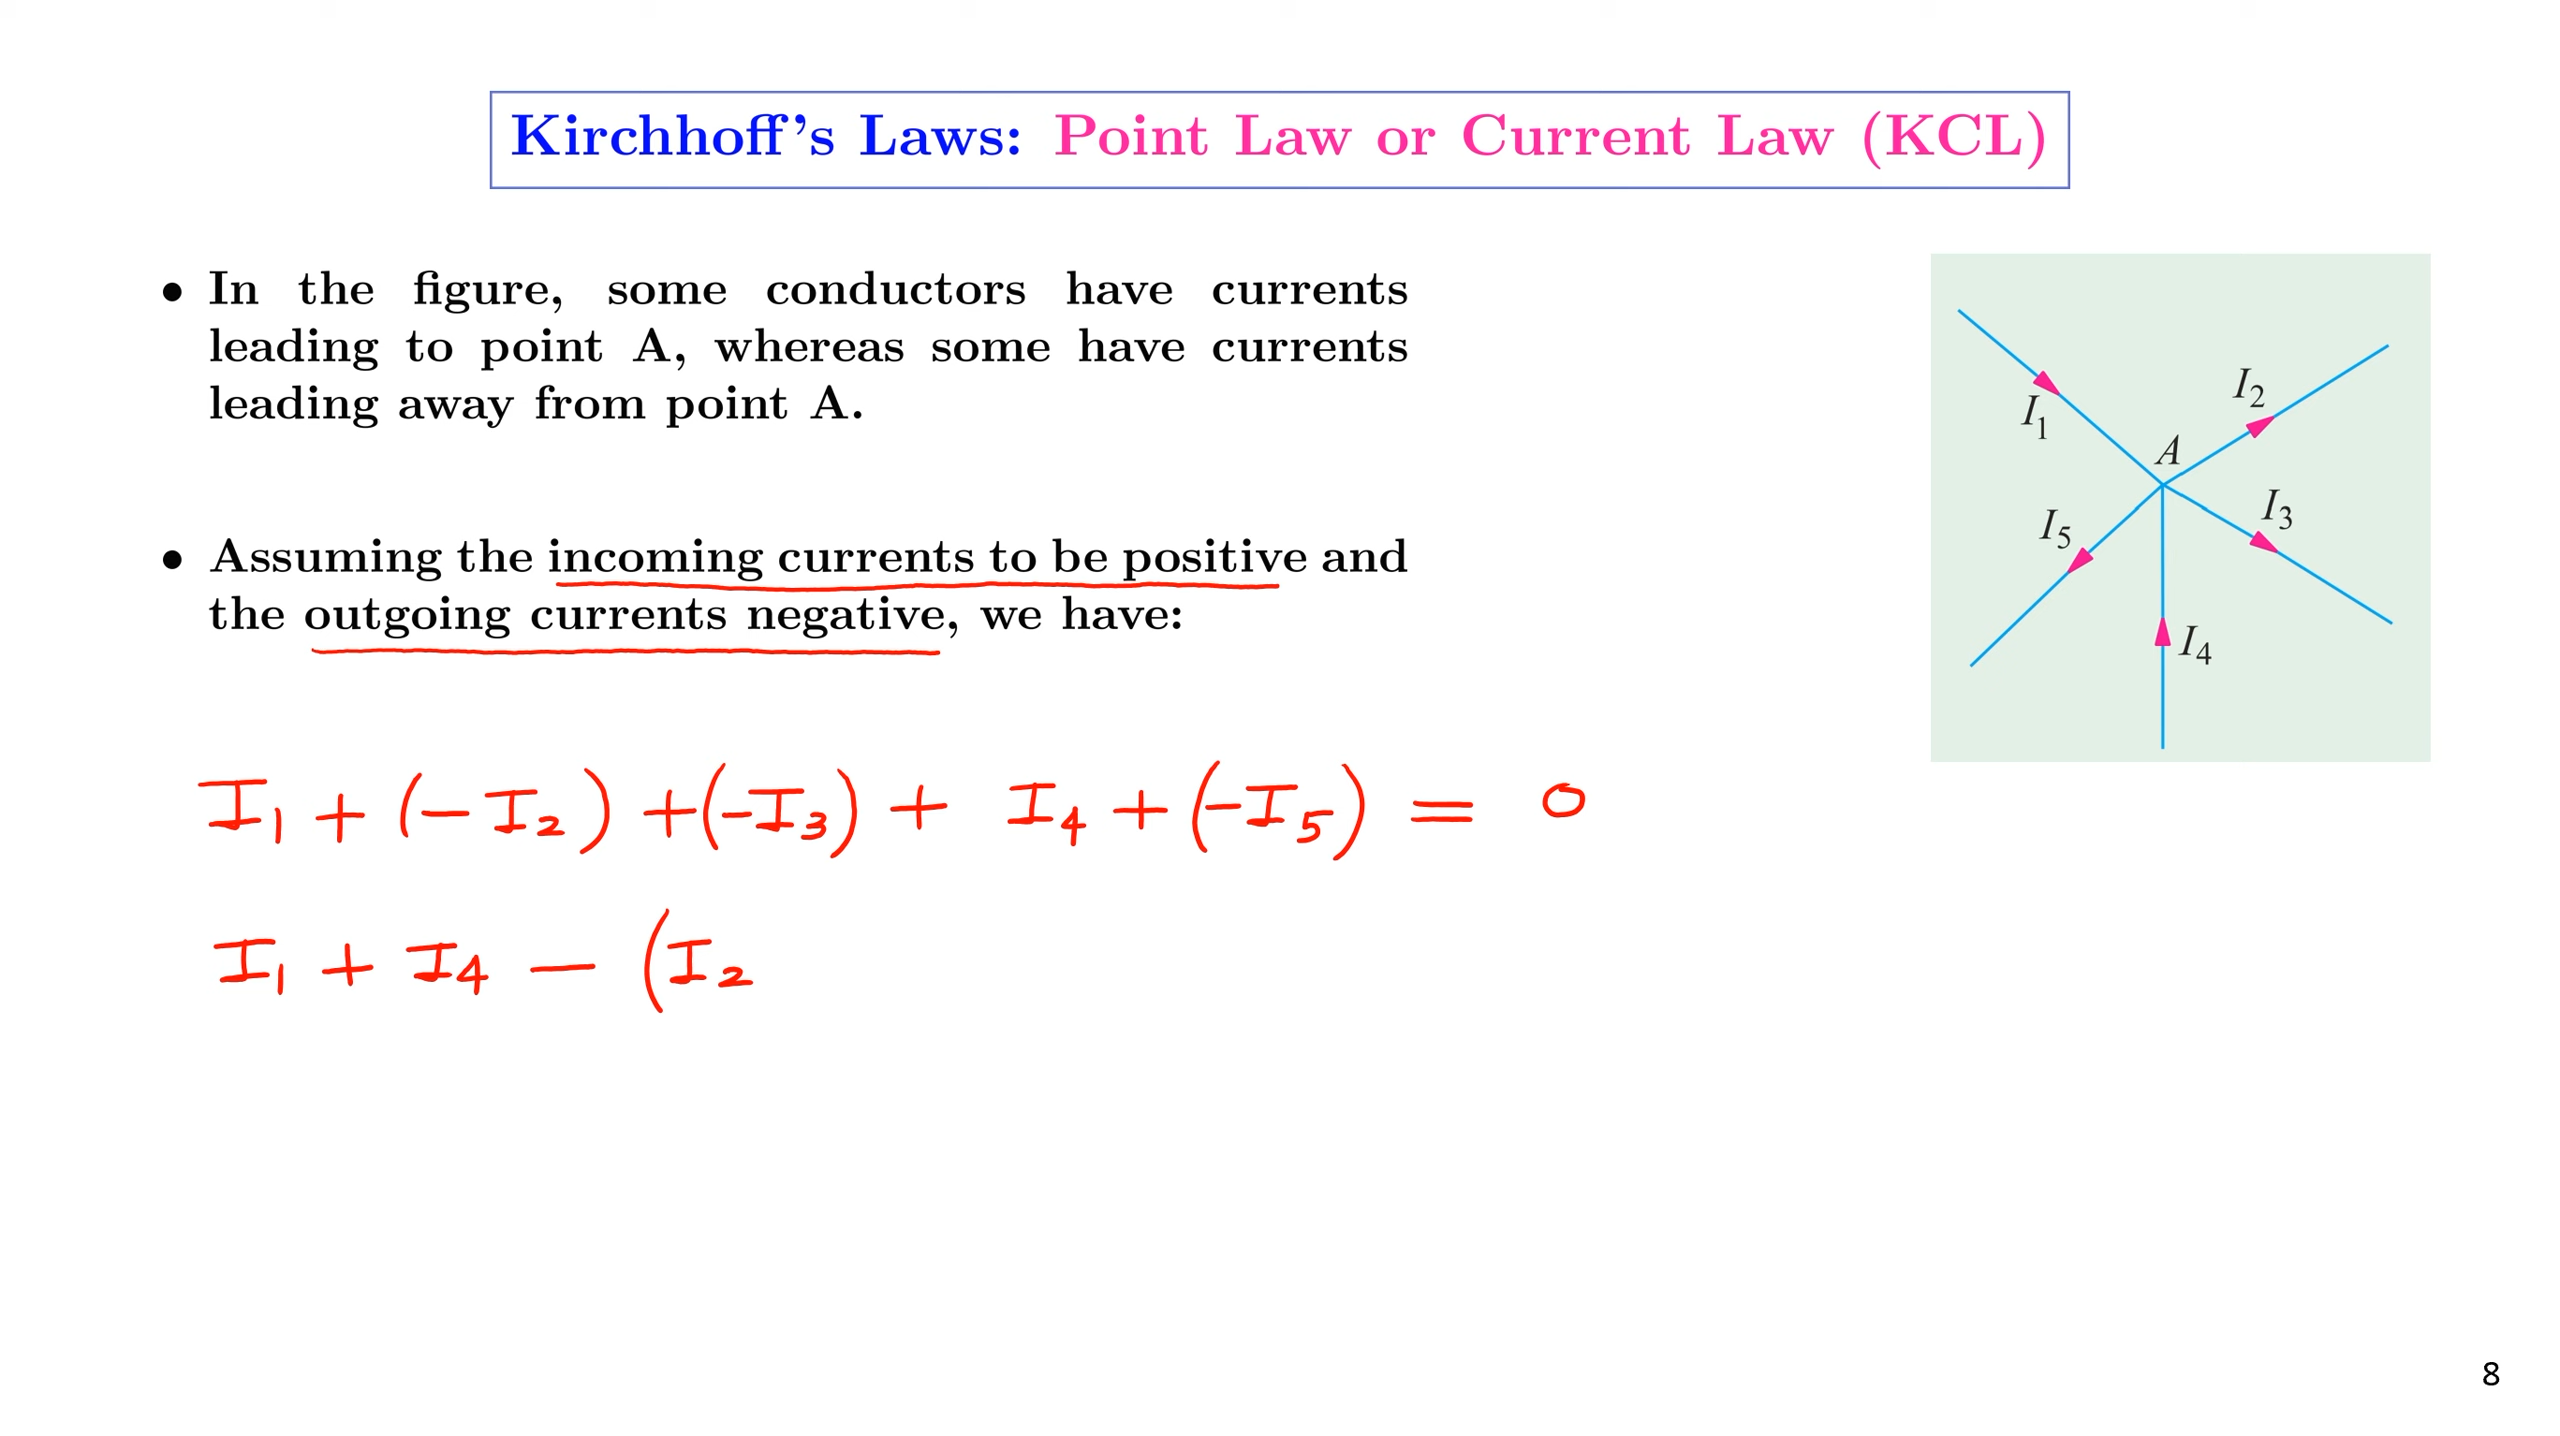 Kirchhoff's Laws: Point Law or Current Law (KCL)
• In the figure, some conductors have currents
leading to point A, whereas some have currents
leading away from point A.
• Assuming the incoming currents to be positive and
the outgoing currents negative, we have:
I₁ + (-I₂) + (-I₃) + I₄ + (-I₅) = 0
I₁ + I₄ - (I₂
I₁
I₂
A
I₃
I₅
I₄
8